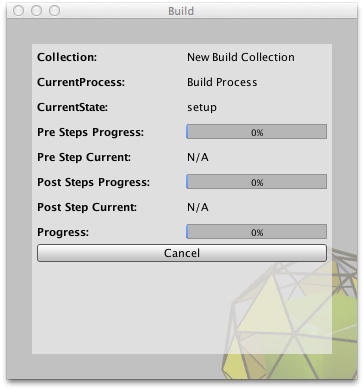 Build
Collection: New Build Collection
CurrentProcess: Build Process
CurrentState: setup
Pre Steps Progress: 0%
Pre Step Current: N/A
Post Steps Progress: 0%
Post Step Current: N/A
Progress: 0%
Cancel